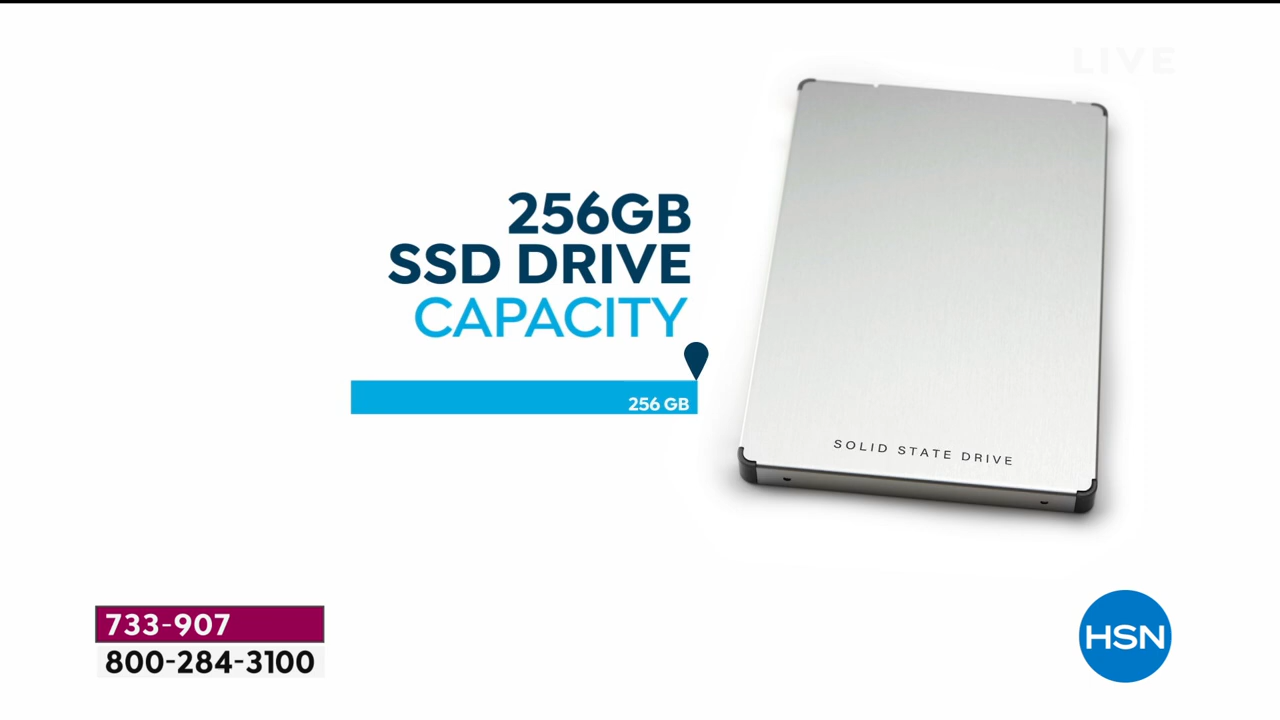 LIVE
256GB
SSD DRIVE
CAPACITY
256 GB
SOLID STATE DRIVE
733-907
800-284-3100
HSN